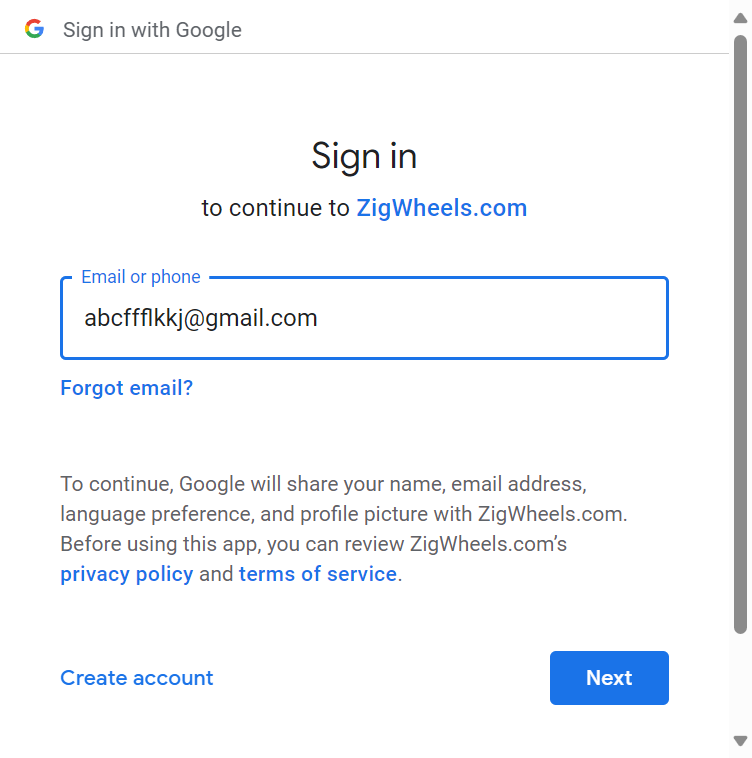 Sign in with Google
Sign in
to continue to ZigWheels.com
Email or phone
abcffflkkj@gmail.com
Forgot email?
To continue, Google will share your name, email address,
language preference, and profile picture with ZigWheels.com.
Before using this app, you can review ZigWheels.com’s
privacy policy and terms of service.
Create account
Next